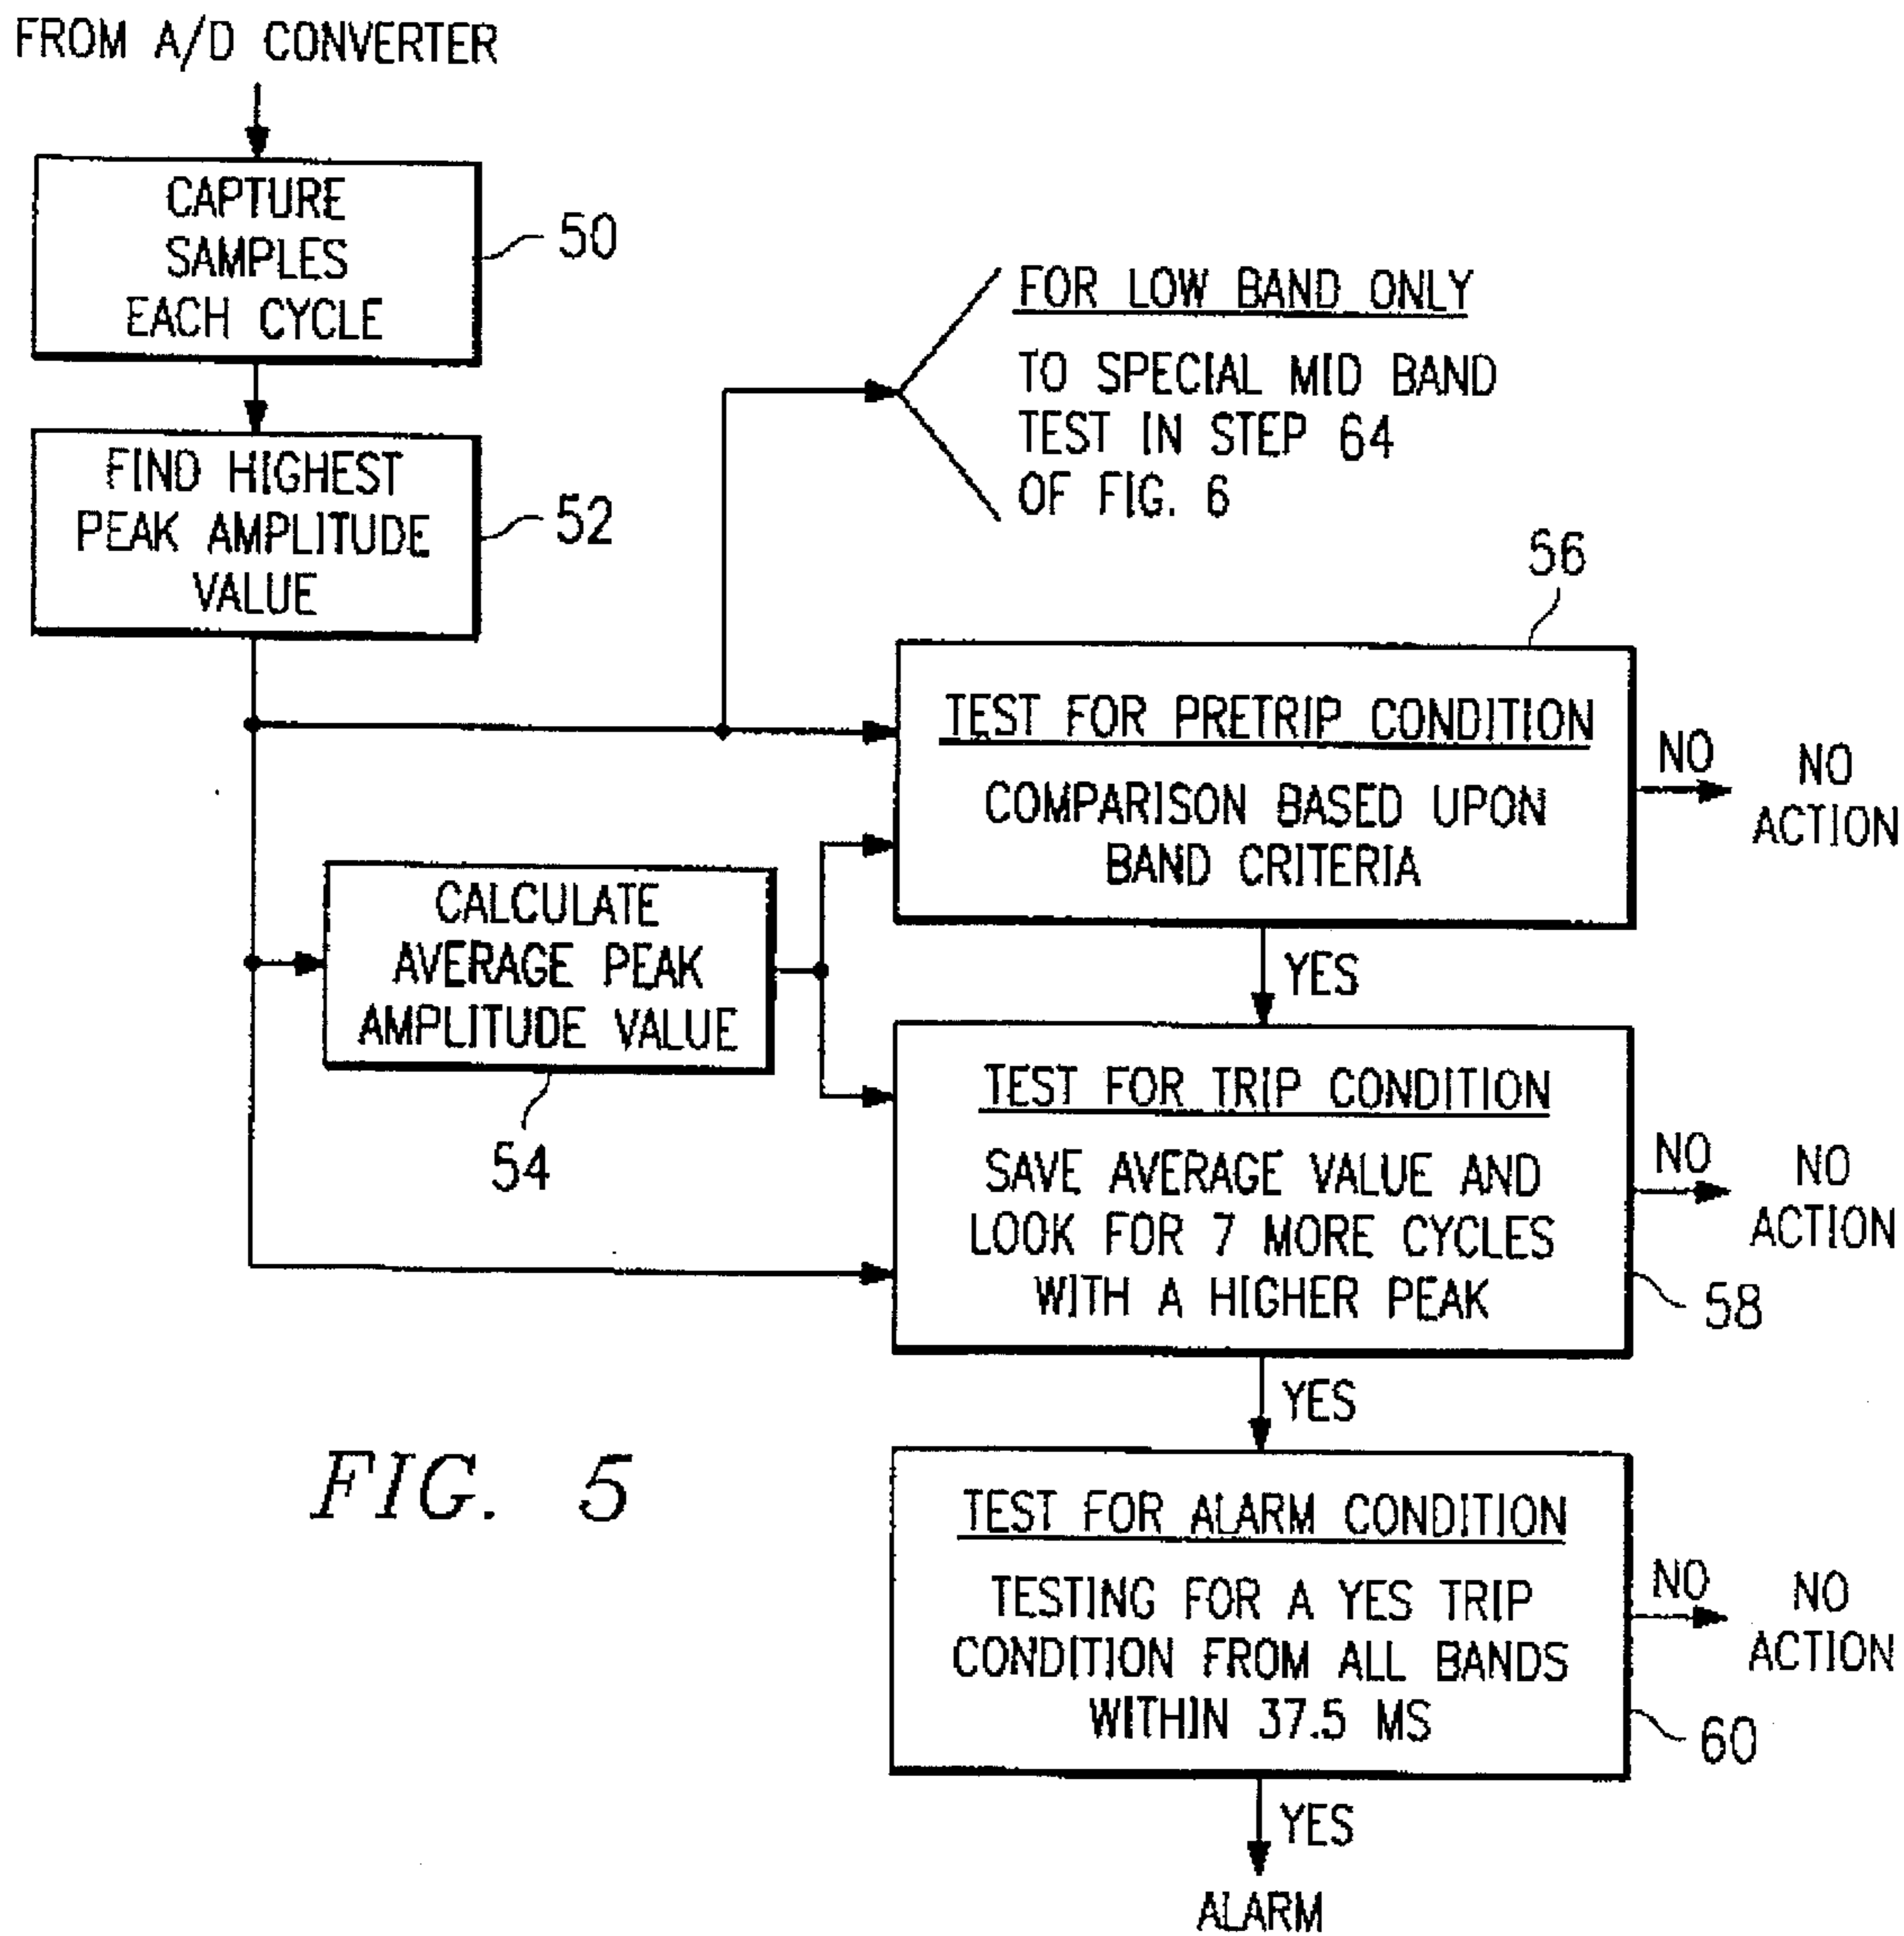 FROM A/D CONVERTER
CAPTURE
SAMPLES
EACH CYCLE
50
FIND HIGHEST
PEAK AMPLITUDE
VALUE
52
FOR LOW BAND ONLY
TO SPECIAL MID BAND
TEST IN STEP 64
OF FIG. 6
56
TEST FOR PRETRIP CONDITION
COMPARISON BASED UPON
BAND CRITERIA
NO
NO
ACTION
CALCULATE
AVERAGE PEAK
AMPLITUDE VALUE
54
YES
TEST FOR TRIP CONDITION
SAVE AVERAGE VALUE AND
LOOK FOR 7 MORE CYCLES
WITH A HIGHER PEAK
NO
NO
ACTION
58
YES
FIG. 5
TEST FOR ALARM CONDITION
TESTING FOR A YES TRIP
CONDITION FROM ALL BANDS
WITHIN 37.5 MS
NO
NO
ACTION
60
YES
ALARM